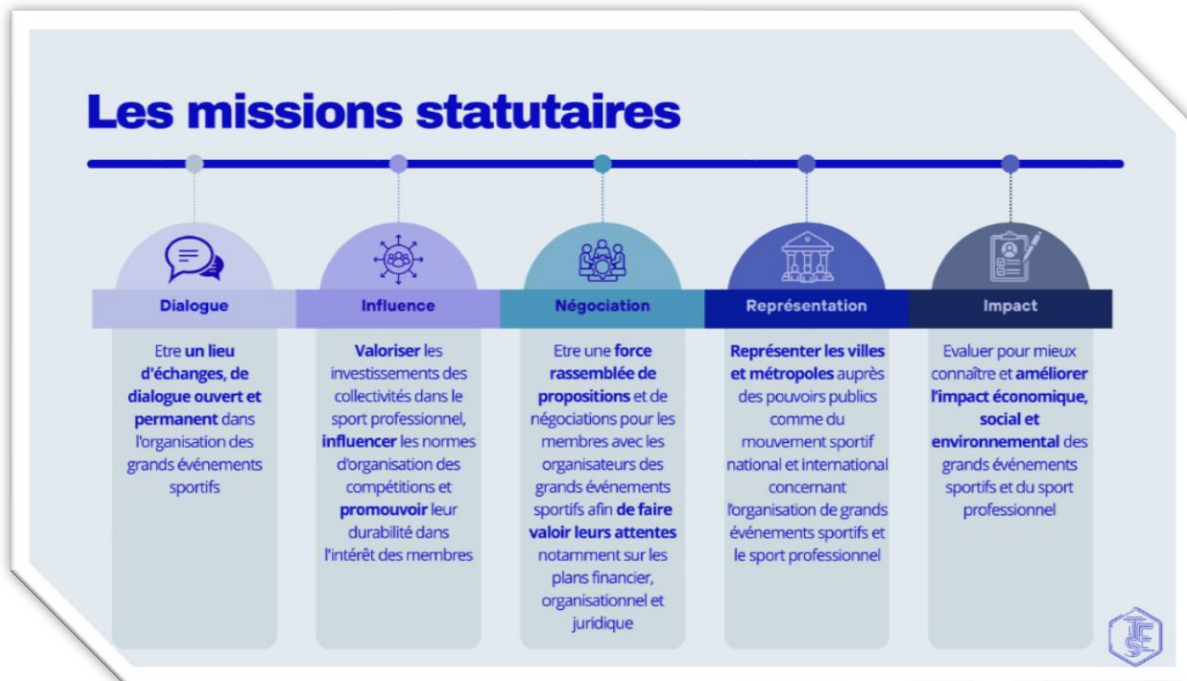 Les missions statutaires
Dialogue
Etre un lieu
d'échanges, de
dialogue ouvert et
permanent dans
l'organisation des
grands événements
sportifs
Influence
Valoriser les
investissements des
collectivités dans le
sport professionnel,
influencer les normes
d'organisation des
compétitions et
promouvoir leur
durabilité dans
l'intérêt des membres
Négociation
Etre une force
rassemblée de
propositions et de
négociations pour les
membres avec les
organisateurs des
grands événements
sportifs afin de faire
valoir leurs attentes
notamment sur les
plans financier,
organisationnel et
juridique
Représentation
Représenter les villes
et métropoles auprès
des pouvoirs publics
comme du
mouvement sportif
national et international
concernant
l'organisation de grands
événements sportifs et
le sport professionnel
Impact
Evaluer pour mieux
connaître et améliorer
l'impact économique,
social et
environnemental des
grands événements
sportifs et du sport
professionnel